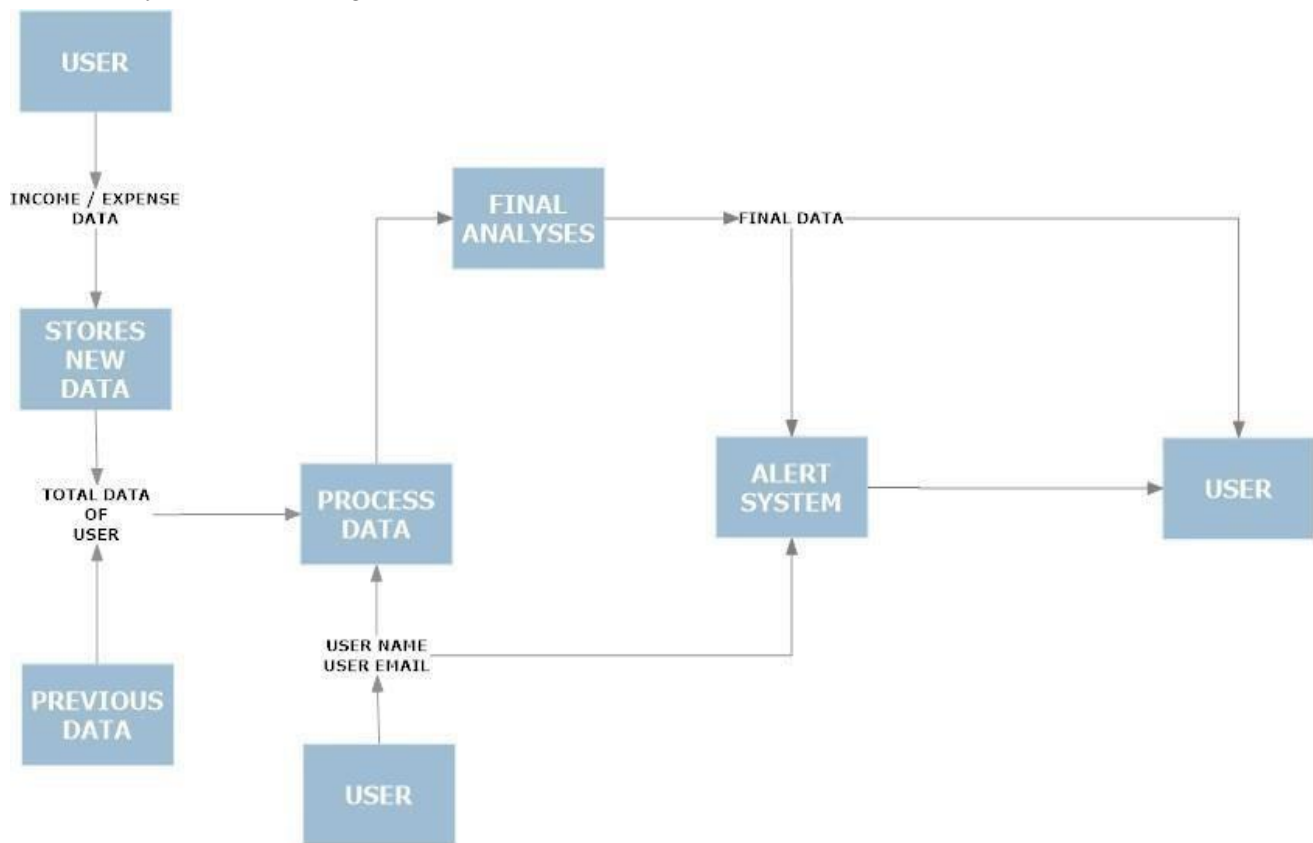 USER
INCOME / EXPENSE
DATA
STORES
NEW
DATA
TOTAL DATA
OF
USER
PREVIOUS
DATA
PROCESS
DATA
USER NAME
USER EMAIL
USER
FINAL
ANALYSES
FINAL DATA
ALERT
SYSTEM
USER